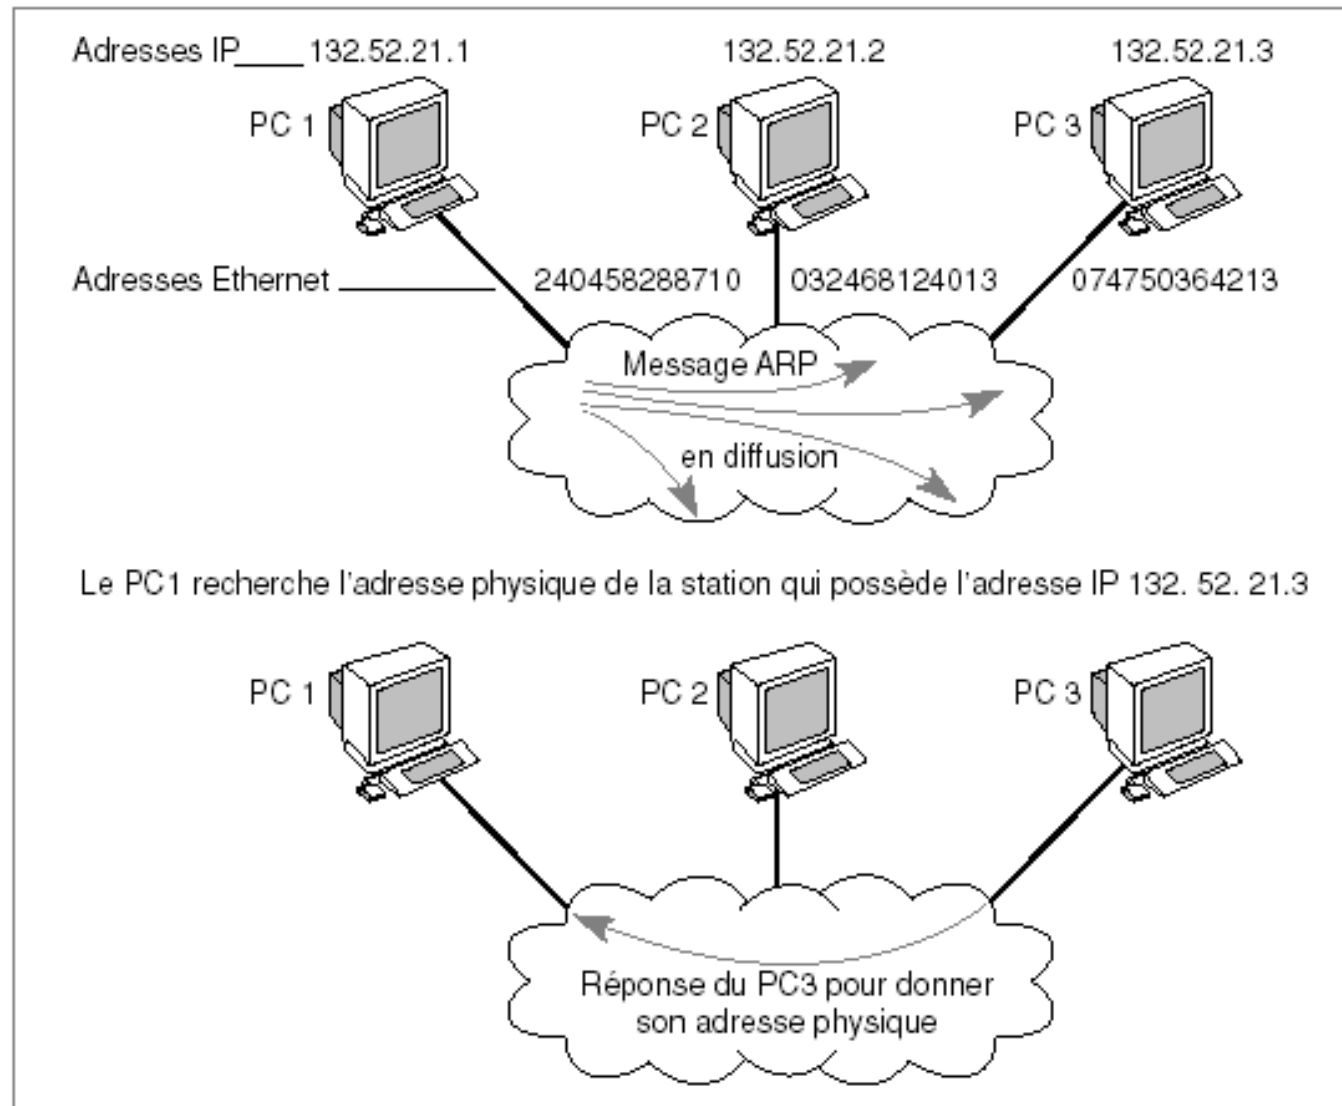 Adresses IP 132.52.21.1 132.52.21.2 132.52.21.3
PC 1 PC 2 PC 3
Adresses Ethernet 240458288710 032468124013 074750364213
Message ARP
en diffusion
Le PC1 recherche l'adresse physique de la station qui possède l'adresse IP 132. 52. 21.3
PC 1 PC 2 PC 3
Réponse du PC3 pour donner
son adresse physique